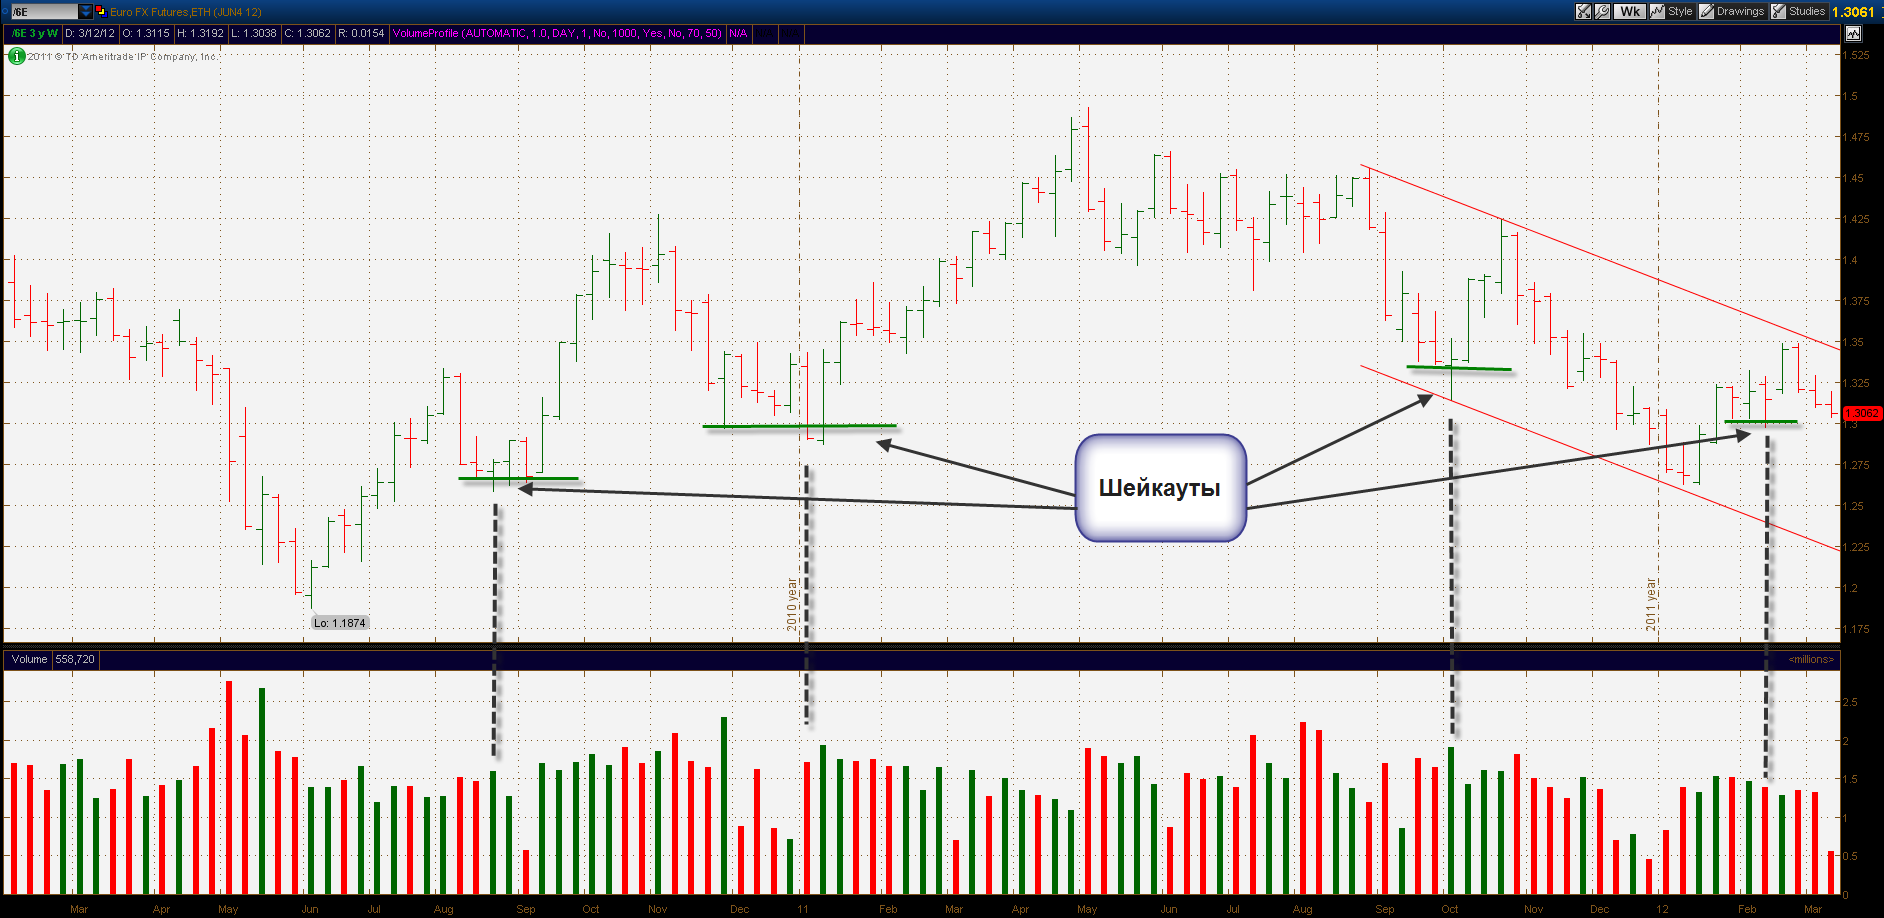 /6E Euro FX Futures,ETH (JUN4 12) Wk Style Drawings Studies 1.3061
/6E 3 y W D: 3/12/12 O: 1.3115 H: 1.3192 L: 1.3038 C: 1.3062 R: 0.0154 VolumeProfile (AUTOMATIC, 1.0, DAY, 1, No, 1000, Yes, No, 70, 50) N/A
2011 © TD Ameritrade IP Company, Inc.
1.525
1.5
1.475
1.45
1.425
1.4
1.375
1.35
1.325
1.3062
1.3
1.275
Шейкауты
1.25
1.225
1.2
2010 year
2011 year
Lo: 1.1874
1.175
Volume 558,720 <millions>
2.5
2
1.5
1
0.5
0
Mar Apr May Jun Jul Aug Sep Oct Nov Dec 11 Feb Mar Apr May Jun Jul Aug Sep Oct Nov Dec 12 Feb Mar